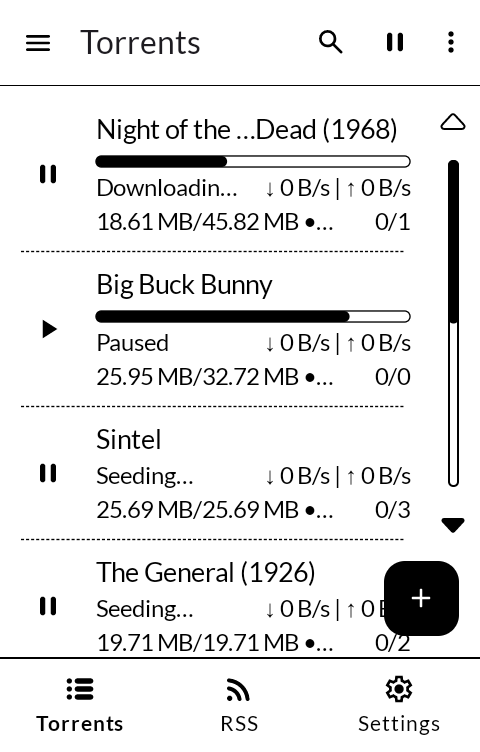 Torrents
Night of the …Dead (1968)
Downloadin… ↓ 0 B/s | ↑ 0 B/s
18.61 MB/45.82 MB •… 0/1
Big Buck Bunny
Paused ↓ 0 B/s | ↑ 0 B/s
25.95 MB/32.72 MB •… 0/0
Sintel
Seeding… ↓ 0 B/s | ↑ 0 B/s
25.69 MB/25.69 MB •… 0/3
The General (1926)
Seeding… ↓ 0 B/s | ↑ 0
19.71 MB/19.71 MB •… 0/2
Torrents RSS Settings